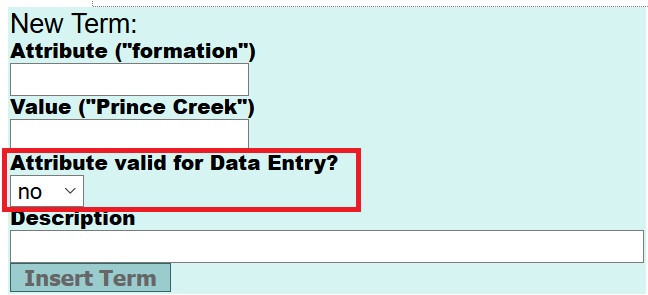 New Term:
Attribute ("formation")
Value ("Prince Creek")
Attribute valid for Data Entry?
no
Description
Insert Term